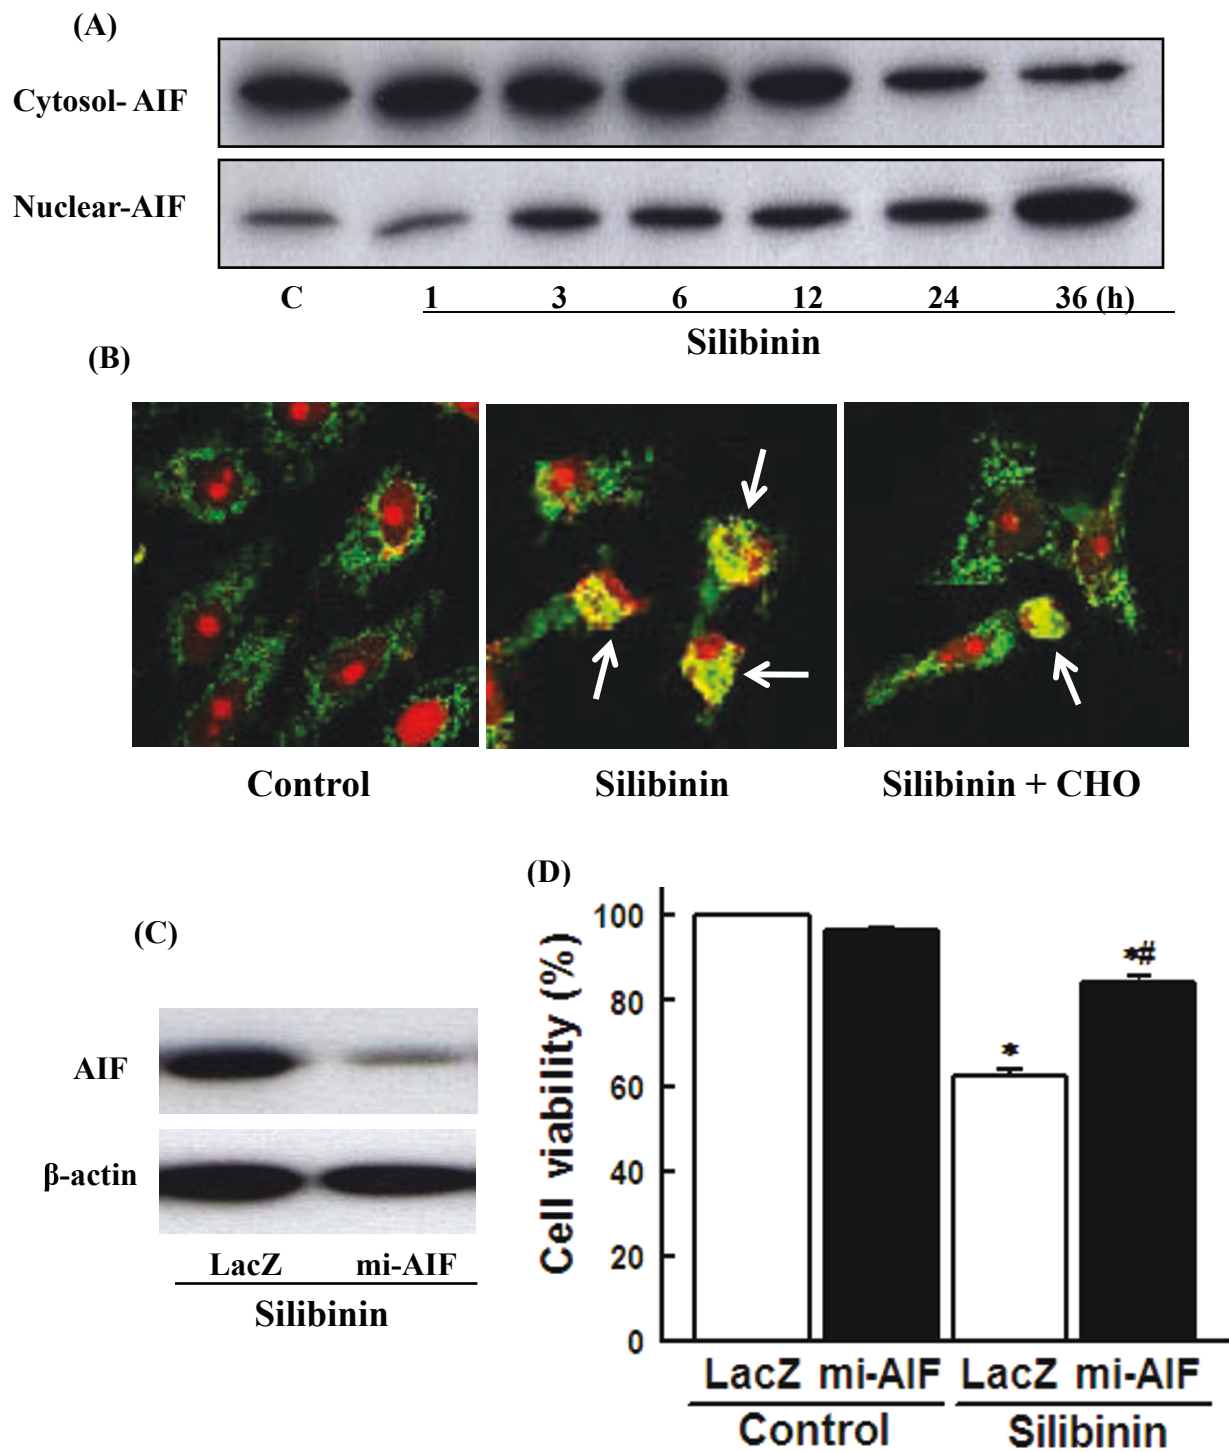 (A)
Cytosol- AIF
Nuclear-AIF
C 1 3 6 12 24 36 (h)
Silibinin
(B)
Control Silibinin Silibinin + CHO
(C)
AIF
β-actin
LacZ mi-AIF
Silibinin
(D)
Cell viability (%)
100
80
60
40
20
0
*
*#
LacZ mi-AIF LacZ mi-AIF
Control Silibinin